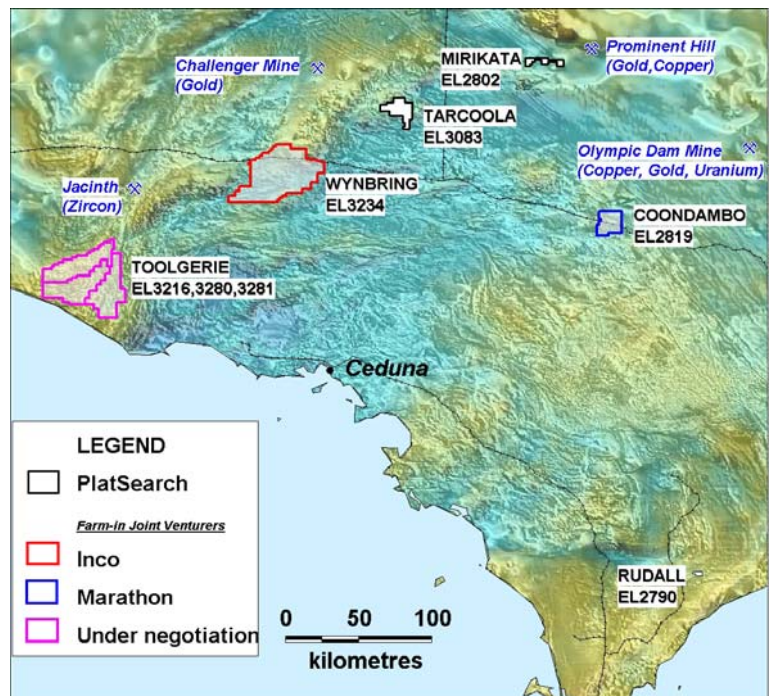 Challenger Mine
(Gold)
MIRIKATA
EL2802
Prominent Hill
(Gold,Copper)
TARCOOLA
EL3083
Olympic Dam Mine
(Copper, Gold, Uranium)
Jacinth
(Zircon)
WYNBRING
EL3234
COONDAMBO
EL2819
TOOLGERIE
EL3216,3280,3281
Ceduna
LEGEND
PlatSearch
Farm-in Joint Venturers
Inco
Marathon
Under negotiation
0 50 100
kilometres
RUDALL
EL2790